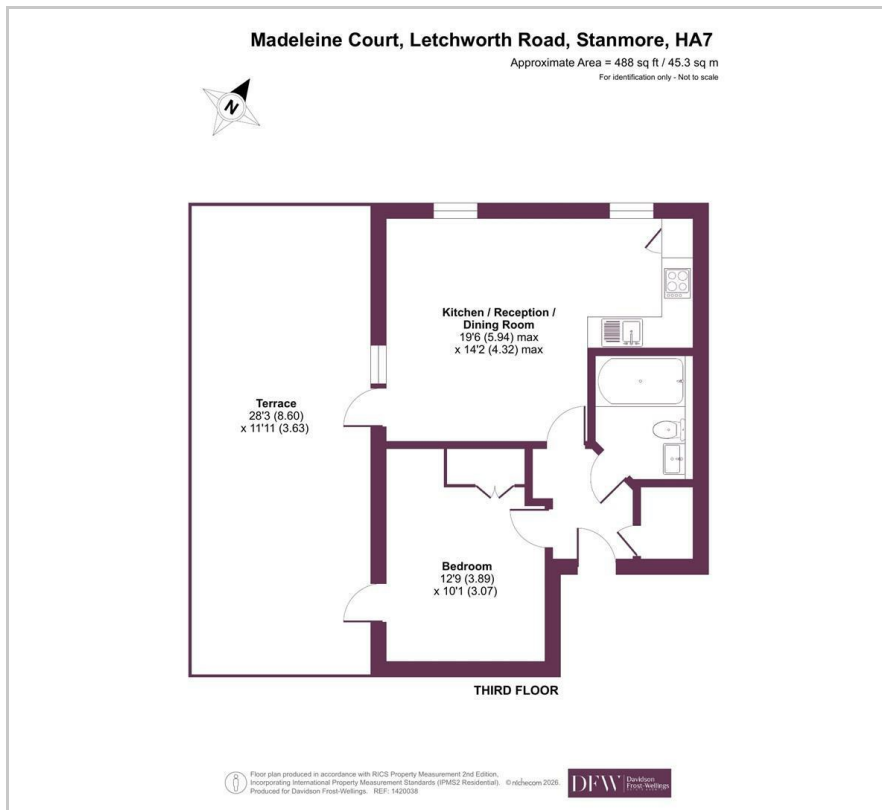 Madeleine Court, Letchworth Road, Stanmore, HA7
Approximate Area = 488 sq ft / 45.3 sq m
For identification only - Not to scale
N
Kitchen / Reception /
Dining Room
19'6 (5.94) max
x 14'2 (4.32) max
Terrace
28'3 (8.60)
x 11'11 (3.63)
Bedroom
12'9 (3.89)
x 10'1 (3.07)
THIRD FLOOR
Floor plan produced in accordance with RICS Property Measurement 2nd Edition,
Incorporating International Property Measurement Standards (IPMS2 Residential). © nichecom 2026.
Produced for Davidson Frost-Wellings. REF: 1420038
DFW
Davidson
Frost-Wellings